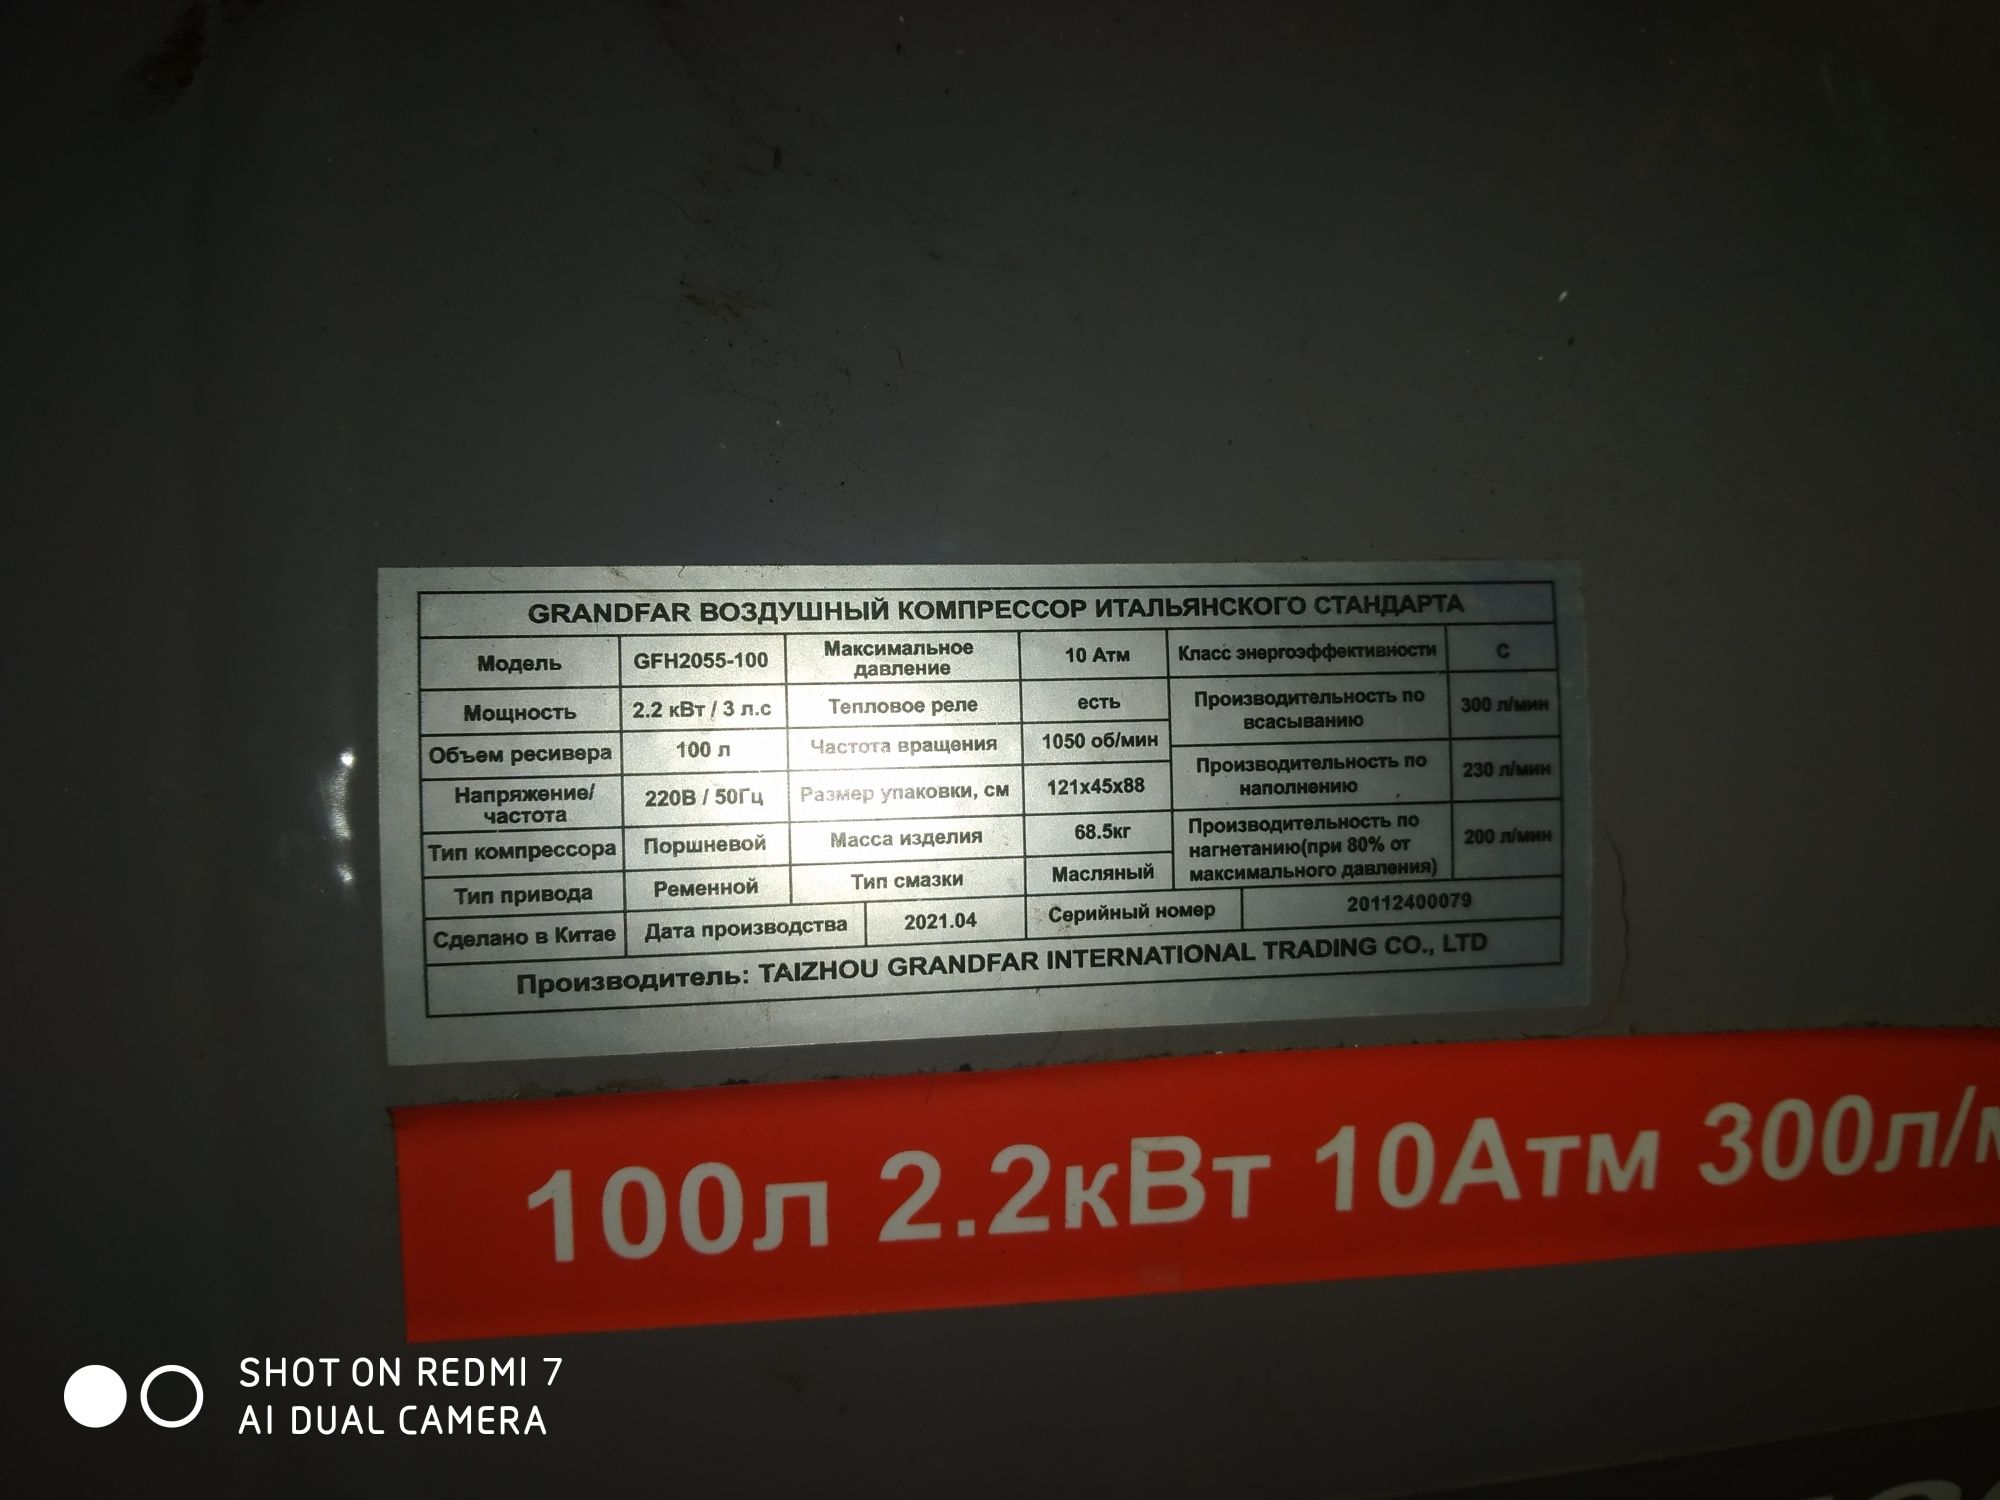 GRANDFAR ВОЗДУШНЫЙ КОМПРЕССОР ИТАЛЬЯНСКОГО СТАНДАРТА
Модель GFH2055-100 Максимальное давление 10 Атм Класс энергоэффективности С
Мощность 2.2 кВт / 3 л.с Тепловое реле есть Производительность по всасыванию 300 л/мин
Объем ресивера 100 л Частота вращения 1050 об/мин
Напряжение/ частота 220В / 50Гц Размер упаковки, см 121х45х88 Производительность по наполнению 230 л/мин
Тип компрессора Поршневой Масса изделия 68.5кг Производительность по нагнетанию(при 80% от максимального давления) 200 л/мин
Тип привода Ременной Тип смазки Масляный
Сделано в Китае Дата производства 2021.04 Серийный номер 20112400079
Производитель: TAIZHOU GRANDFAR INTERNATIONAL TRADING CO., LTD
100л 2.2кВт 10Атм 300л/
SHOT ON REDMI 7
AI DUAL CAMERA